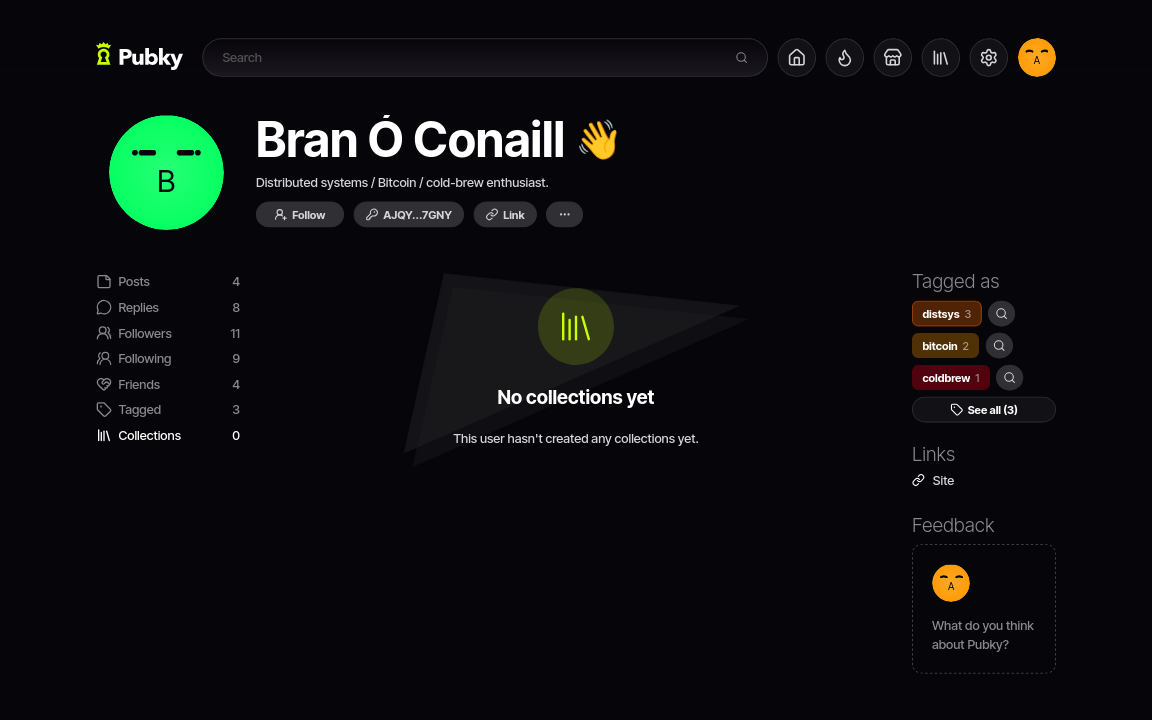 Pubky
Search
A
B
Bran Ó Conaill 👋
Distributed systems / Bitcoin / cold-brew enthusiast.
Follow
AJQY...7GNY
Link
Posts 4
Replies 8
Followers 11
Following 9
Friends 4
Tagged 3
Collections 0
No collections yet
This user hasn't created any collections yet.
Tagged as
distsys 3
bitcoin 2
coldbrew 1
See all (3)
Links
Site
Feedback
A
What do you think
about Pubky?